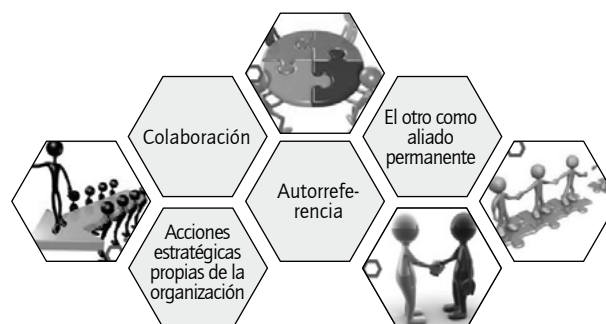 Colaboración
El otro como
aliado
permanente
Autorrefe-
rencia
Acciones
estratégicas
propias de la
organización